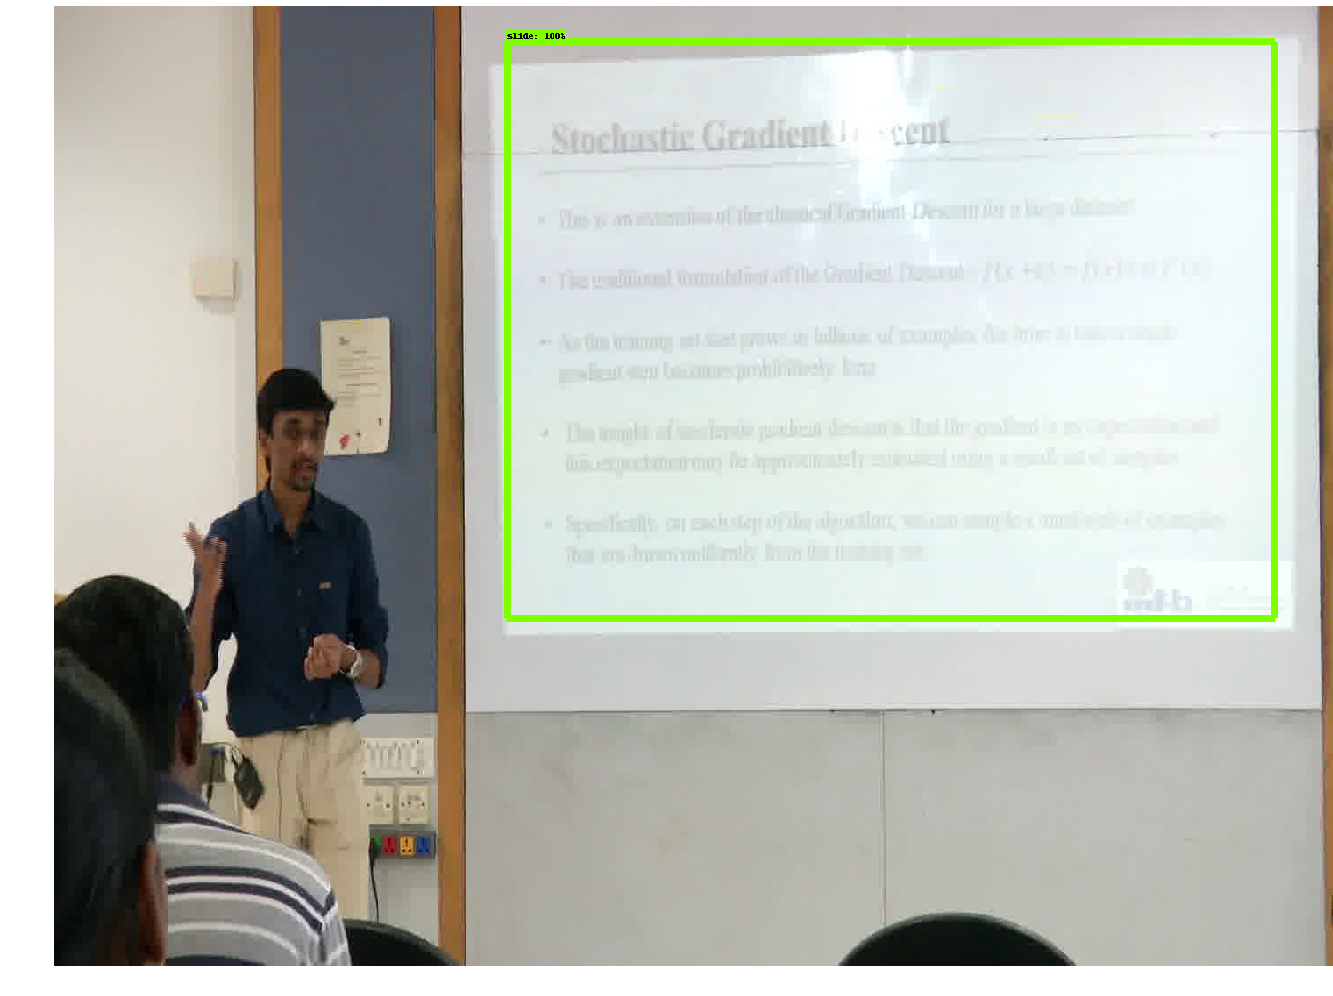 slide: 100%
Stochastic Gradient Descent
• This is an extension of the classical Gradient Descent for a large dataset
• The traditional formulation of the Gradient Descent
• As the training set size grows to billions of examples, the time to take a single
gradient step becomes prohibitively long
• The insight of stochastic gradient descent is that the gradient is an expectation and
this expectation may be approximately estimated using a small set of samples
• Specifically, on each step of the algorithm, we can sample a of examples
that are drawn uniformly from the training set